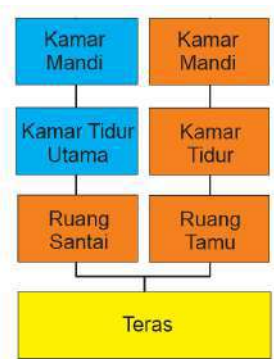 Kamar
Mandi
Kamar
Mandi
Kamar Tidur
Utama
Kamar
Tidur
Ruang
Santai
Ruang
Tamu
Teras